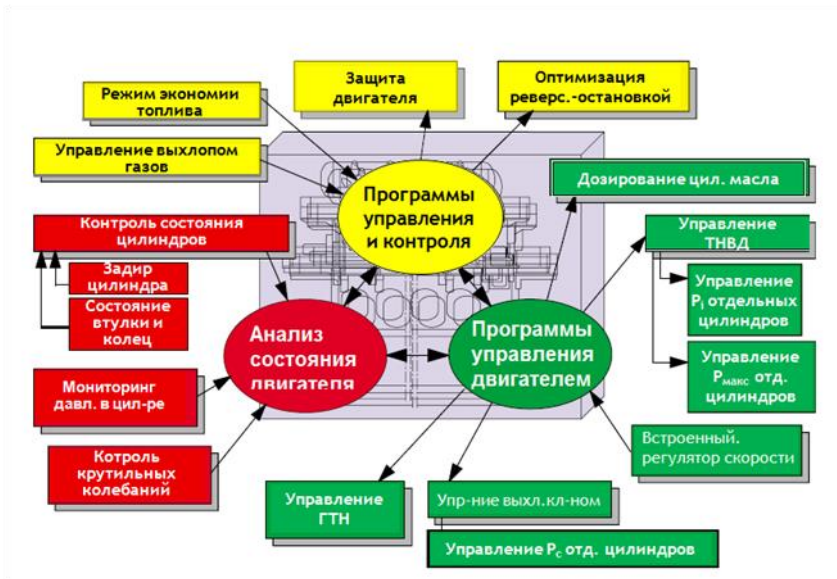 Режим экономии
топлива
Защита
двигателя
Оптимизация
реверс.-остановкой
Управление выхлопом
газов
Программы
управления
и контроля
Дозирование цил. масла
Контроль состояния
цилиндров
Управление
ТНВД
Задир
цилиндра
Состояние
втулки и
колец
Управление
Pi отдельных
цилиндров
Анализ
состояния
двигателя
Программы
управления
двигателем
Управление
Pмакс отд.
цилиндров
Мониторинг
давл. в цил-ре
Котроль
крутильных
колебаний
Встроенный.
регулятор скорости
Управление
ГТН
Упр-ние выхл.кл-ном
Управление Pc отд. цилиндров